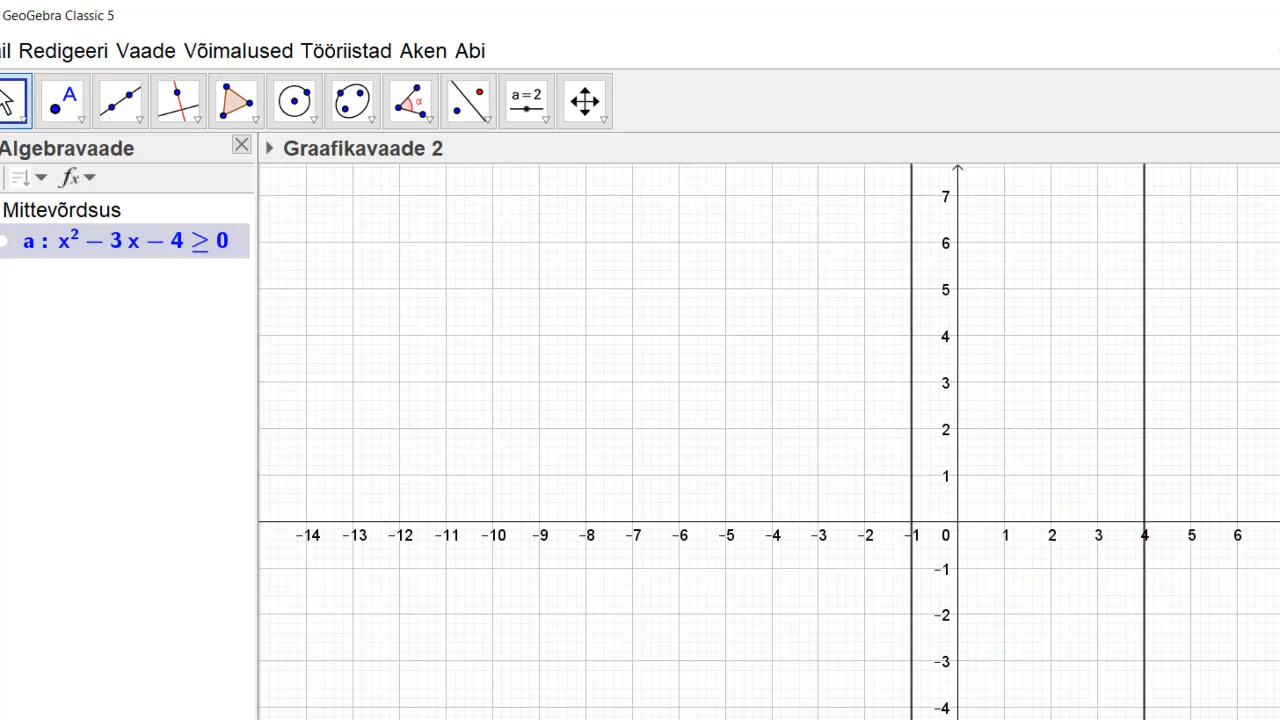 GeoGebra Classic 5
il Redigeeri Vaade Võimalused Tööriistad Aken Abi
A α a=2
Algebravaade
Graafikavaade 2
fx
Mittevõrdsus
a : x² − 3 x − 4 ≥ 0
7
6
5
4
3
2
1
−14 −13 −12 −11 −10 −9 −8 −7 −6 −5 −4 −3 −2 −1 0 1 2 3 4 5 6
−1
−2
−3
−4